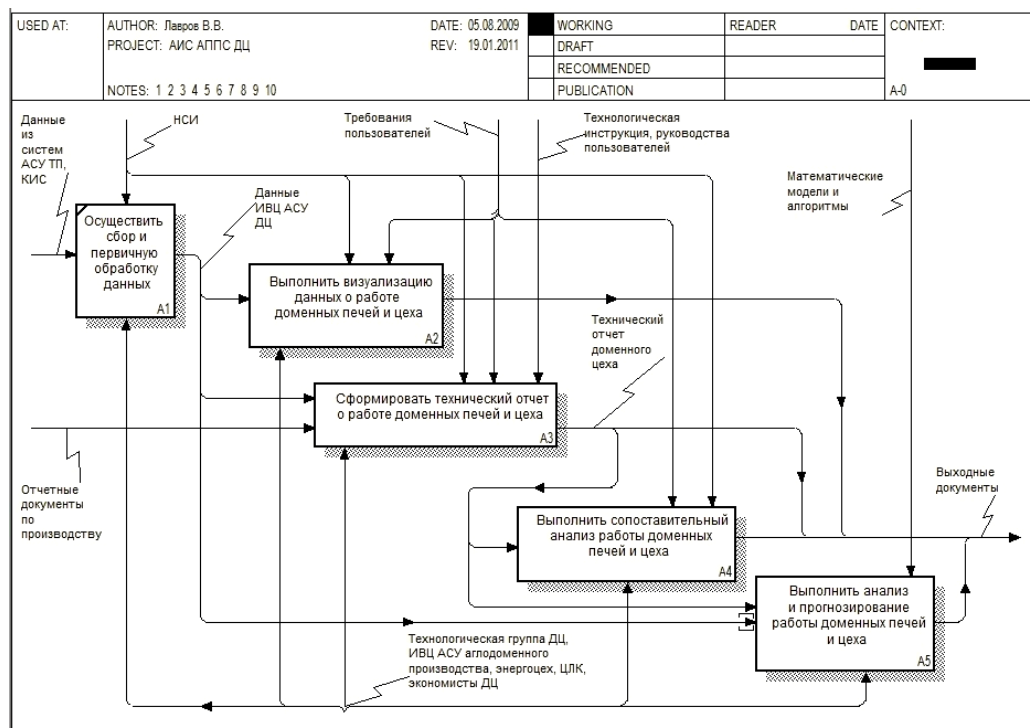 USED AT:
AUTHOR: Лавров В.В.
DATE: 05.08.2009
PROJECT: АИС АППС ДЦ
REV: 19.01.2011
NOTES: 1 2 3 4 5 6 7 8 9 10
WORKING
DRAFT
RECOMMENDED
PUBLICATION
READER
DATE
CONTEXT:
A-0
Данные
из
систем
АСУ ТП,
КИС
НСИ
Требования
пользователей
Технологическая
инструкция, руководства
пользователей
Математические
модели и
алгоритмы
Данные
ИВЦ АСУ
ДЦ
Осуществить
сбор и
первичную
обработку
данных
A1
Выполнить визуализацию
данных о работе
доменных печей и цеха
A2
Технический
отчет
доменного
цеха
Сформировать технический отчет
о работе доменных печей и цеха
A3
Отчетные
документы
по
производству
Выходные
документы
Выполнить сопоставительный
анализ работы доменных
печей и цеха
A4
Выполнить анализ
и прогнозирование
работы доменных печей
и цеха
A5
Технологическая группа ДЦ,
ИВЦ АСУ аглодоменного
производства, энергоцех, ЦЛК,
экономисты ДЦ